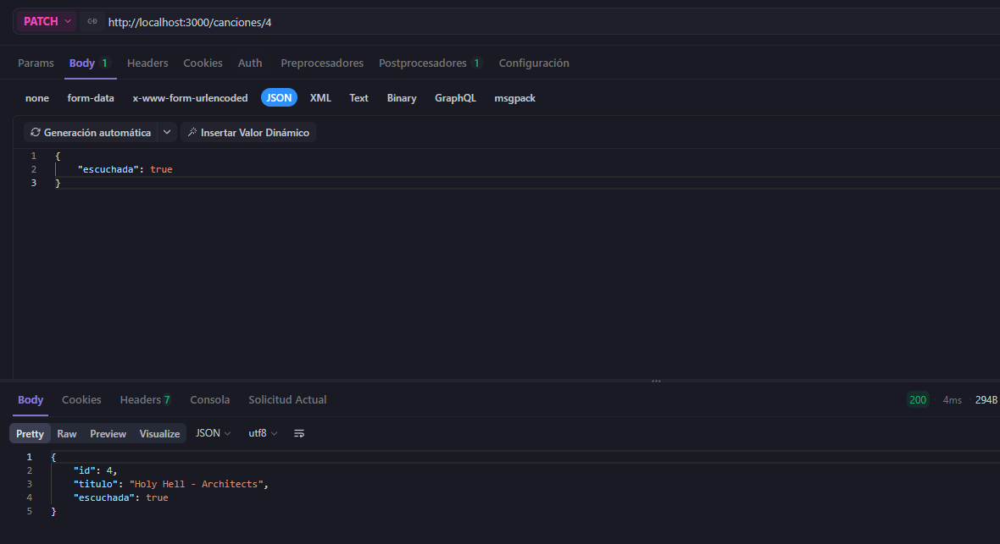 PATCH http://localhost:3000/canciones/4
Params Body 1 Headers Cookies Auth Preprocesadores Postprocesadores 1 Configuración
none form-data x-www-form-urlencoded JSON XML Text Binary GraphQL msgpack
Generación automática Insertar Valor Dinámico
1 {
2 "escuchada": true
3 }
...
Body Cookies Headers 7 Consola Solicitud Actual 200 4ms 294B
Pretty Raw Preview Visualize JSON utf8
1 {
2 "id": 4,
3 "titulo": "Holy Hell - Architects",
4 "escuchada": true
5 }